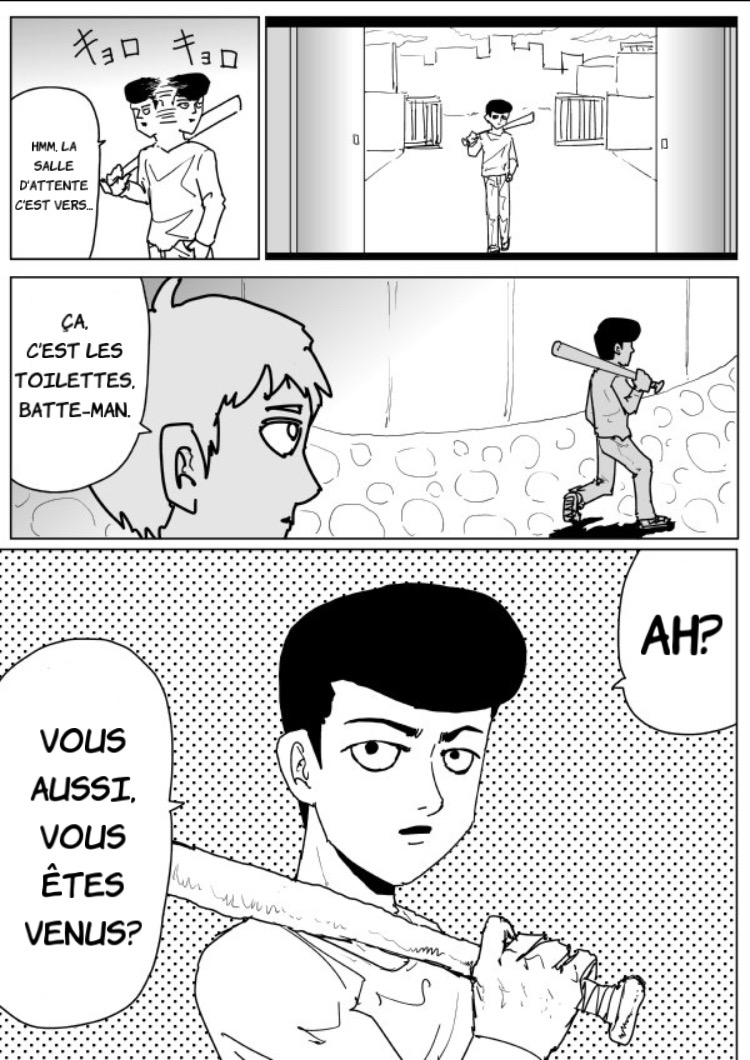 キョロ キョロ
HMM, LA
SALLE
D'ATTENTE
C'EST VERS...
ÇA,
C'EST LES
TOILETTES,
BATTE-MAN.
AH?
VOUS
AUSSI,
VOUS
ÊTES
VENUS?